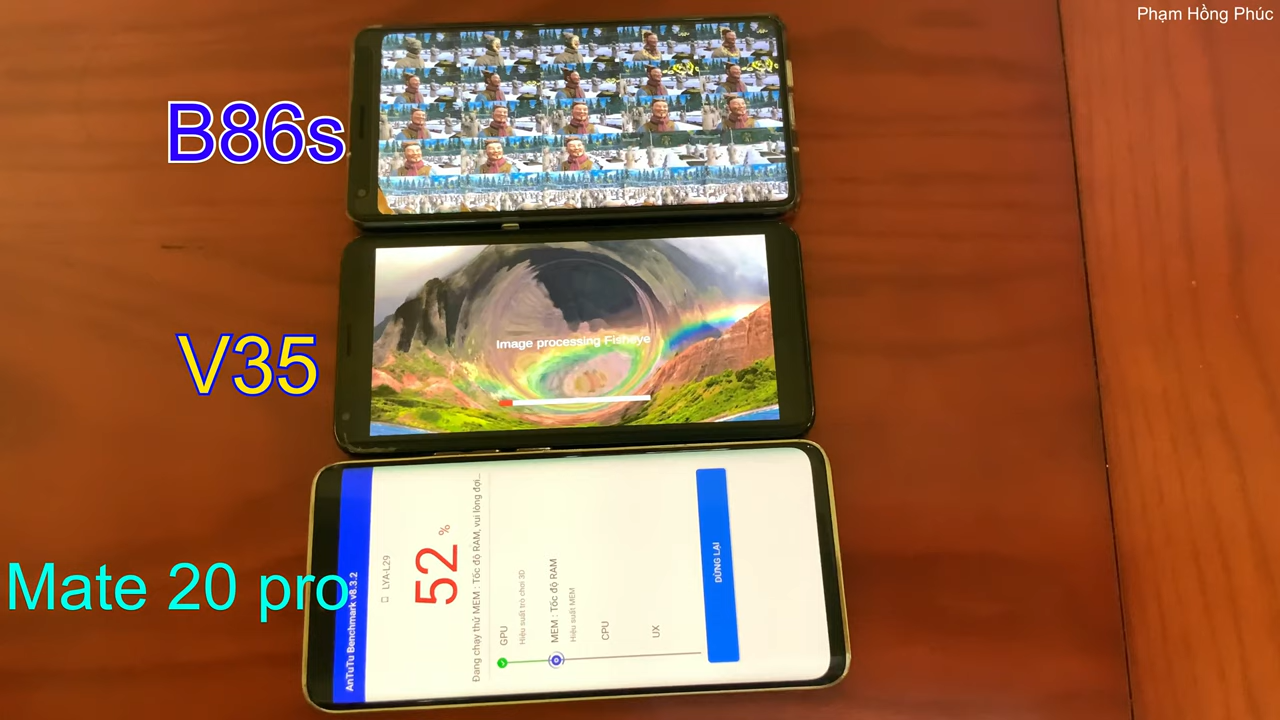 Phạm Hồng Phúc
B86s
V35
Image processing Fisheye
Mate 20 pro
AnTuTu Benchmark v8.3.2
LYA-L29
52 %
Đang chạy thử MEM : Tốc độ RAM, vui lòng đợi...
GPU
Hiệu suất trò chơi 3D
MEM : Tốc độ RAM
Hiệu suất MEM
CPU
UX
DỪNG LẠI